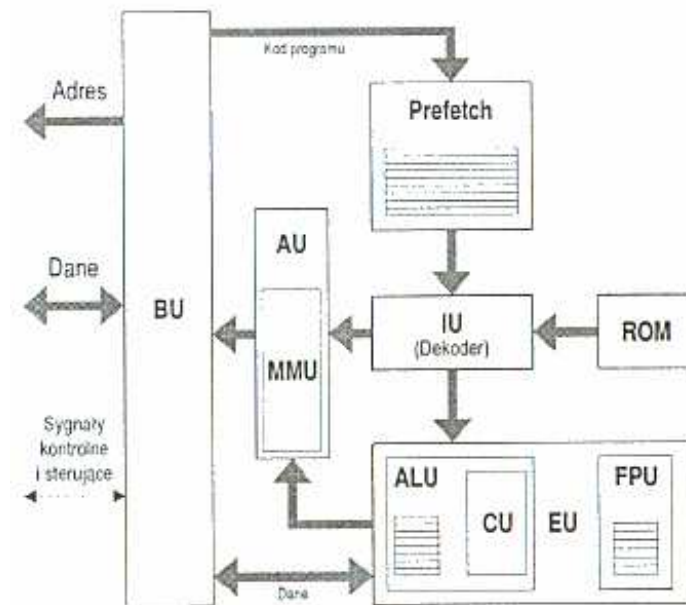 Kod programu
Adres
Prefetch
AU
Dane
BU
IU
(Dekoder)
ROM
MMU
Sygnały
kontrolne
i sterujące
ALU
CU
EU
FPU
Dane